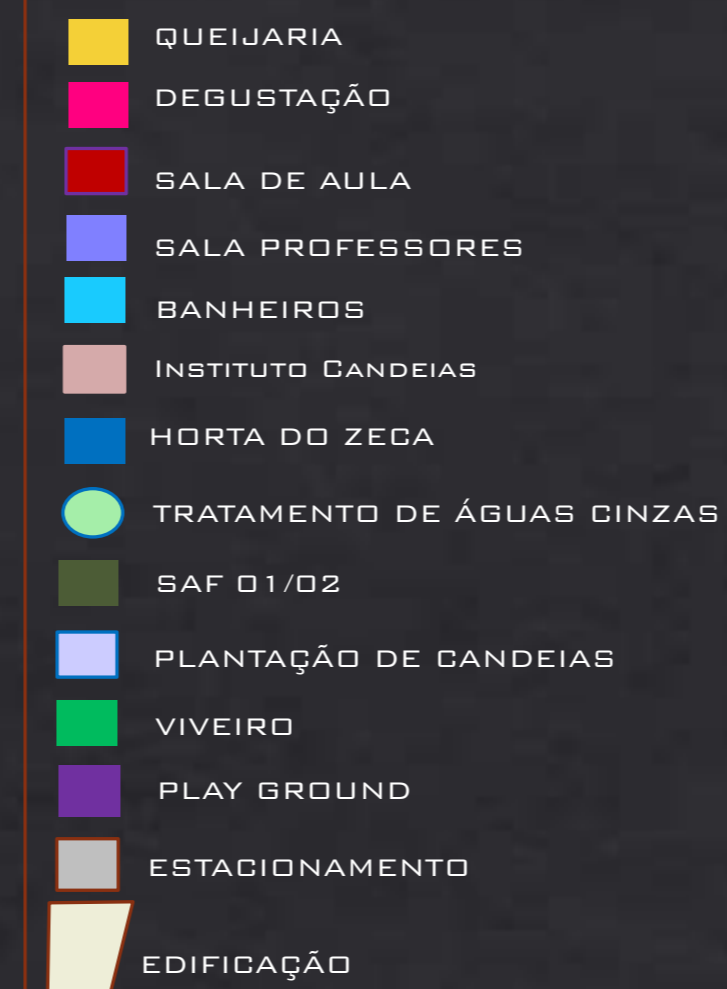 QUEIJARIA
DEGUSTAÇÃO
SALA DE AULA
SALA PROFESSORES
BANHEIROS
Instituto Candeias
HORTA DO ZECA
TRATAMENTO DE ÁGUAS CINZAS
SAF 01/02
PLANTAÇÃO DE CANDEIAS
VIVEIRO
PLAY GROUND
ESTACIONAMENTO
EDIFICAÇÃO